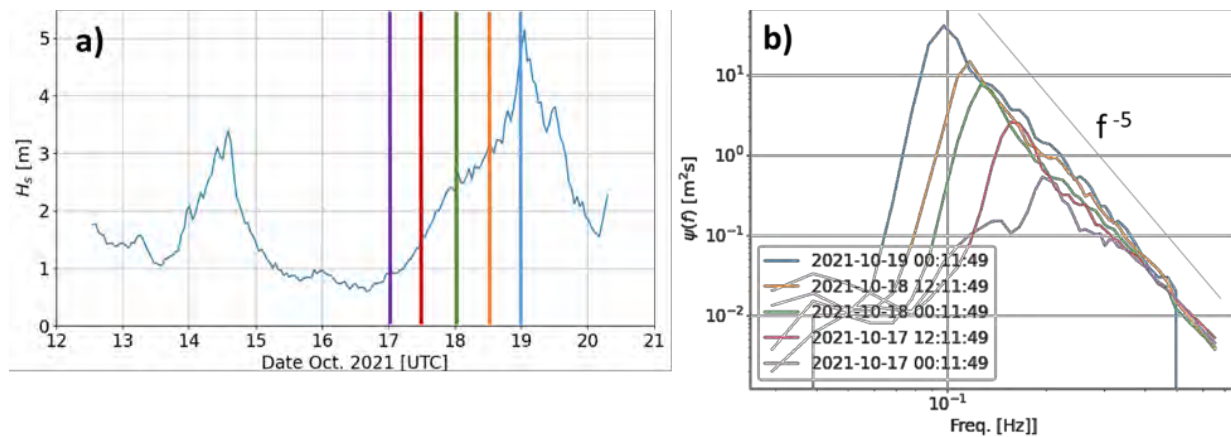 a)
5
4
3
2
1
0
H_s [m]
12 13 14 15 16 17 18 19 20 21
Date Oct. 2021 [UTC]
b)
10^1
10^0
10^-1
10^-2
ψ(f) [m²s]
f^-5
2021-10-19 00:11:49
2021-10-18 12:11:49
2021-10-18 00:11:49
2021-10-17 12:11:49
2021-10-17 00:11:49
10^-1
Freq. [Hz]]